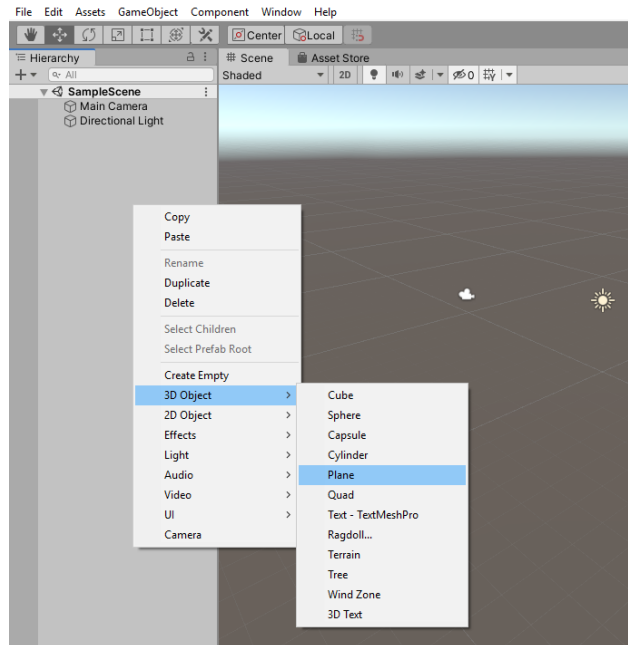 File Edit Assets GameObject Component Window Help
Center Local
Hierarchy
Scene Asset Store
All
Shaded 2D 0
SampleScene
Main Camera
Directional Light
Copy
Paste
Rename
Duplicate
Delete
Select Children
Select Prefab Root
Create Empty
3D Object
2D Object
Effects
Light
Audio
Video
UI
Camera
Cube
Sphere
Capsule
Cylinder
Plane
Quad
Text - TextMeshPro
Ragdoll...
Terrain
Tree
Wind Zone
3D Text